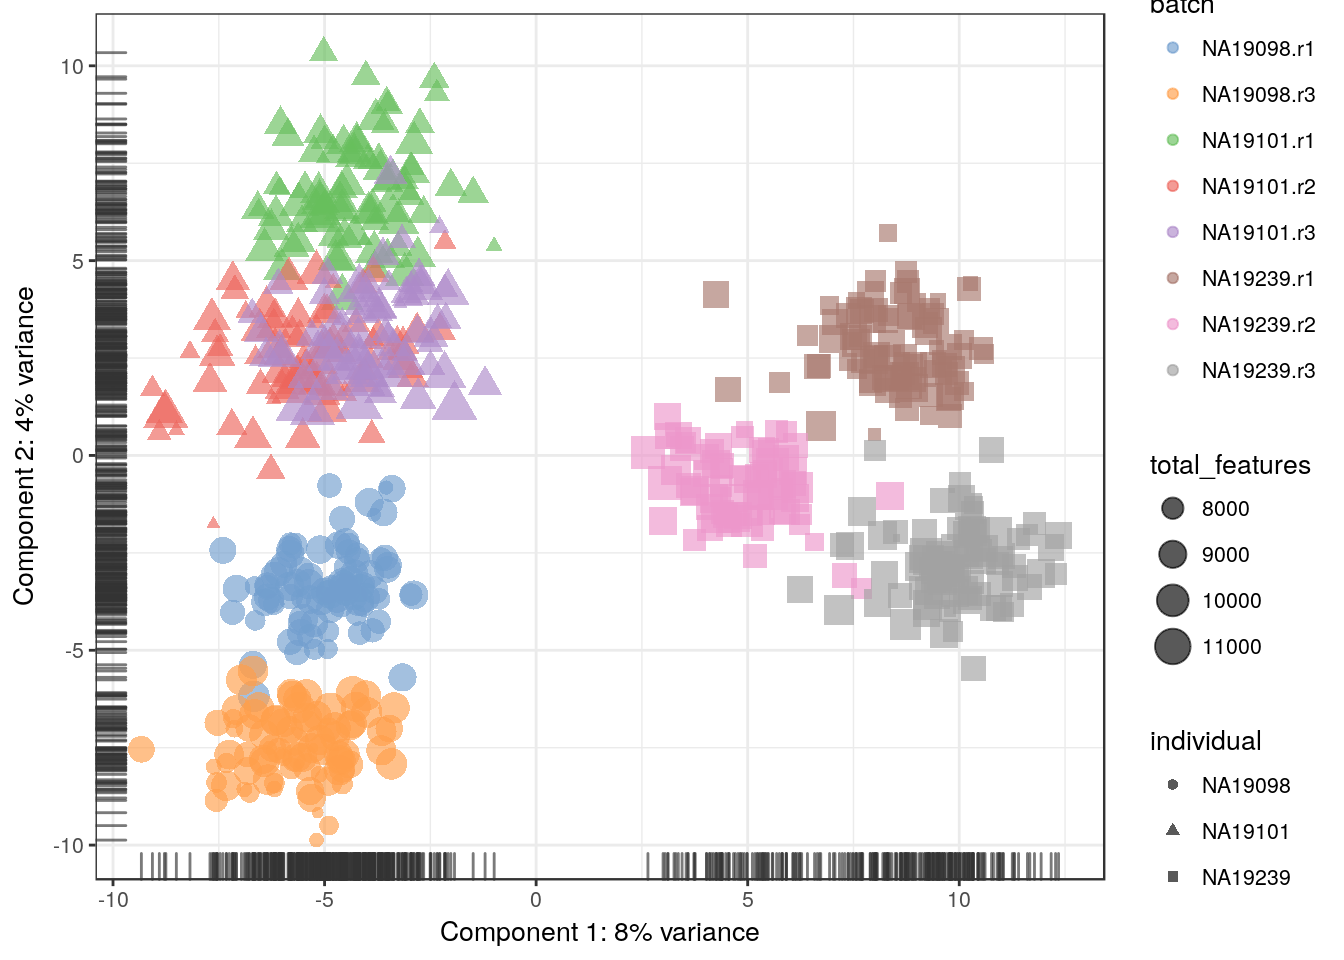 batch
NA19098.r1
NA19098.r3
NA19101.r1
NA19101.r2
NA19101.r3
NA19239.r1
NA19239.r2
NA19239.r3
total_features
8000
9000
10000
11000
individual
NA19098
NA19101
NA19239
10
5
0
-5
-10
Component 2: 4% variance
-10 -5 0 5 10
Component 1: 8% variance